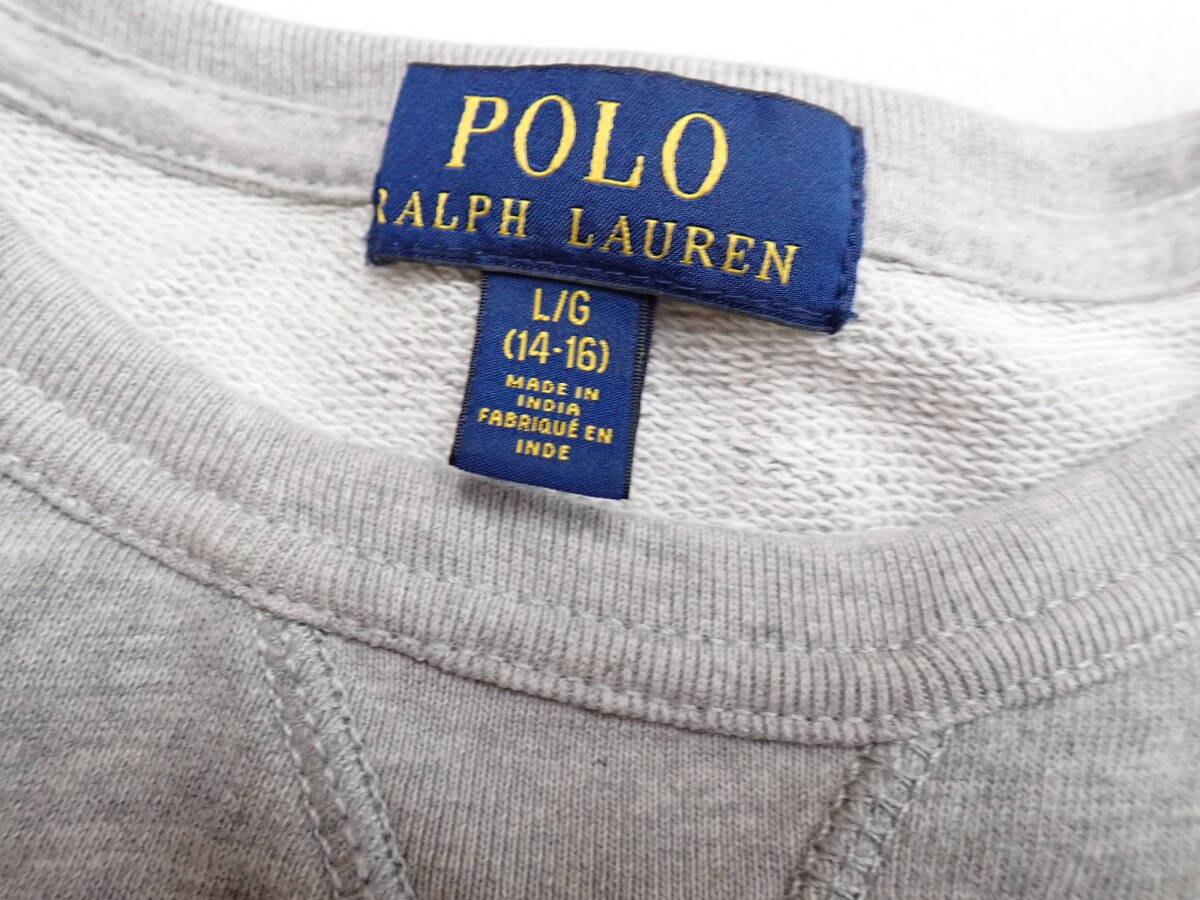 POLO
RALPH LAUREN
L/G
(14-16)
MADE IN
INDIA
FABRIQUÉ EN
INDE